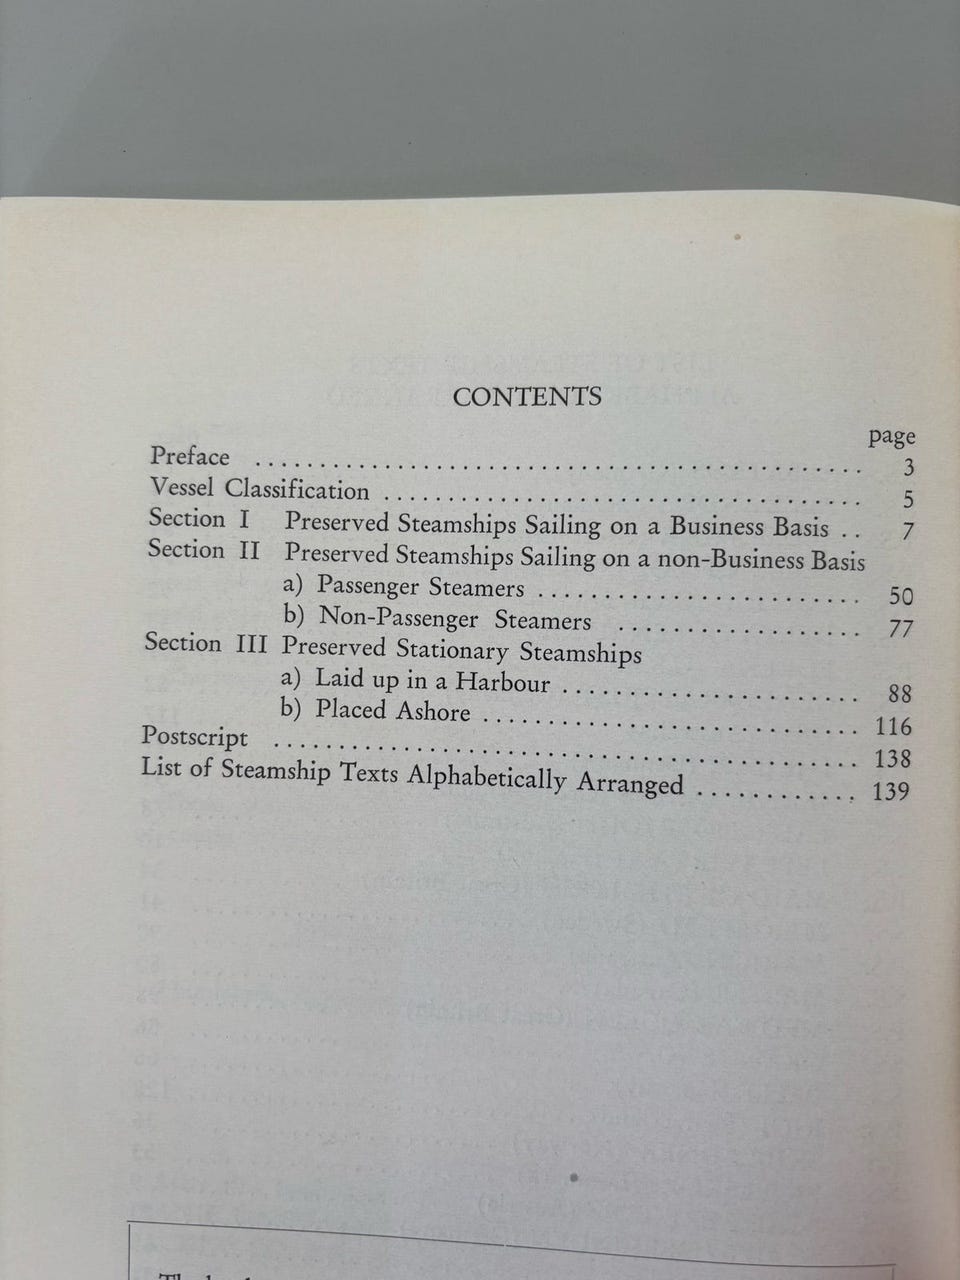 CONTENTS
page
Preface ........................................ 3
Vessel Classification ........................................ 5
Section I Preserved Steamships Sailing on a Business Basis .. 7
Section II Preserved Steamships Sailing on a non-Business Basis
a) Passenger Steamers ......................... 50
b) Non-Passenger Steamers ................... 77
Section III Preserved Stationary Steamships
a) Laid up in a Harbour ....................... 88
b) Placed Ashore ............................. 116
Postscript ........................................ 138
List of Steamship Texts Alphabetically Arranged ............ 139